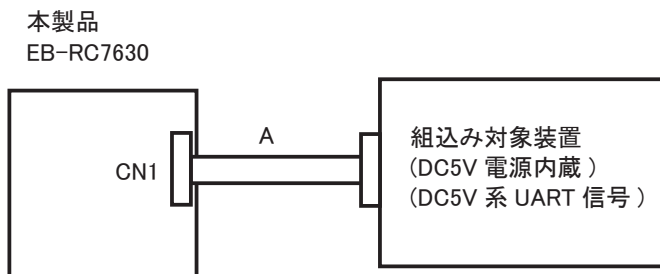 本製品
EB-RC7630
A
CN1
組込み対象装置
(DC5V 電源内蔵 )
(DC5V 系 UART 信号 )